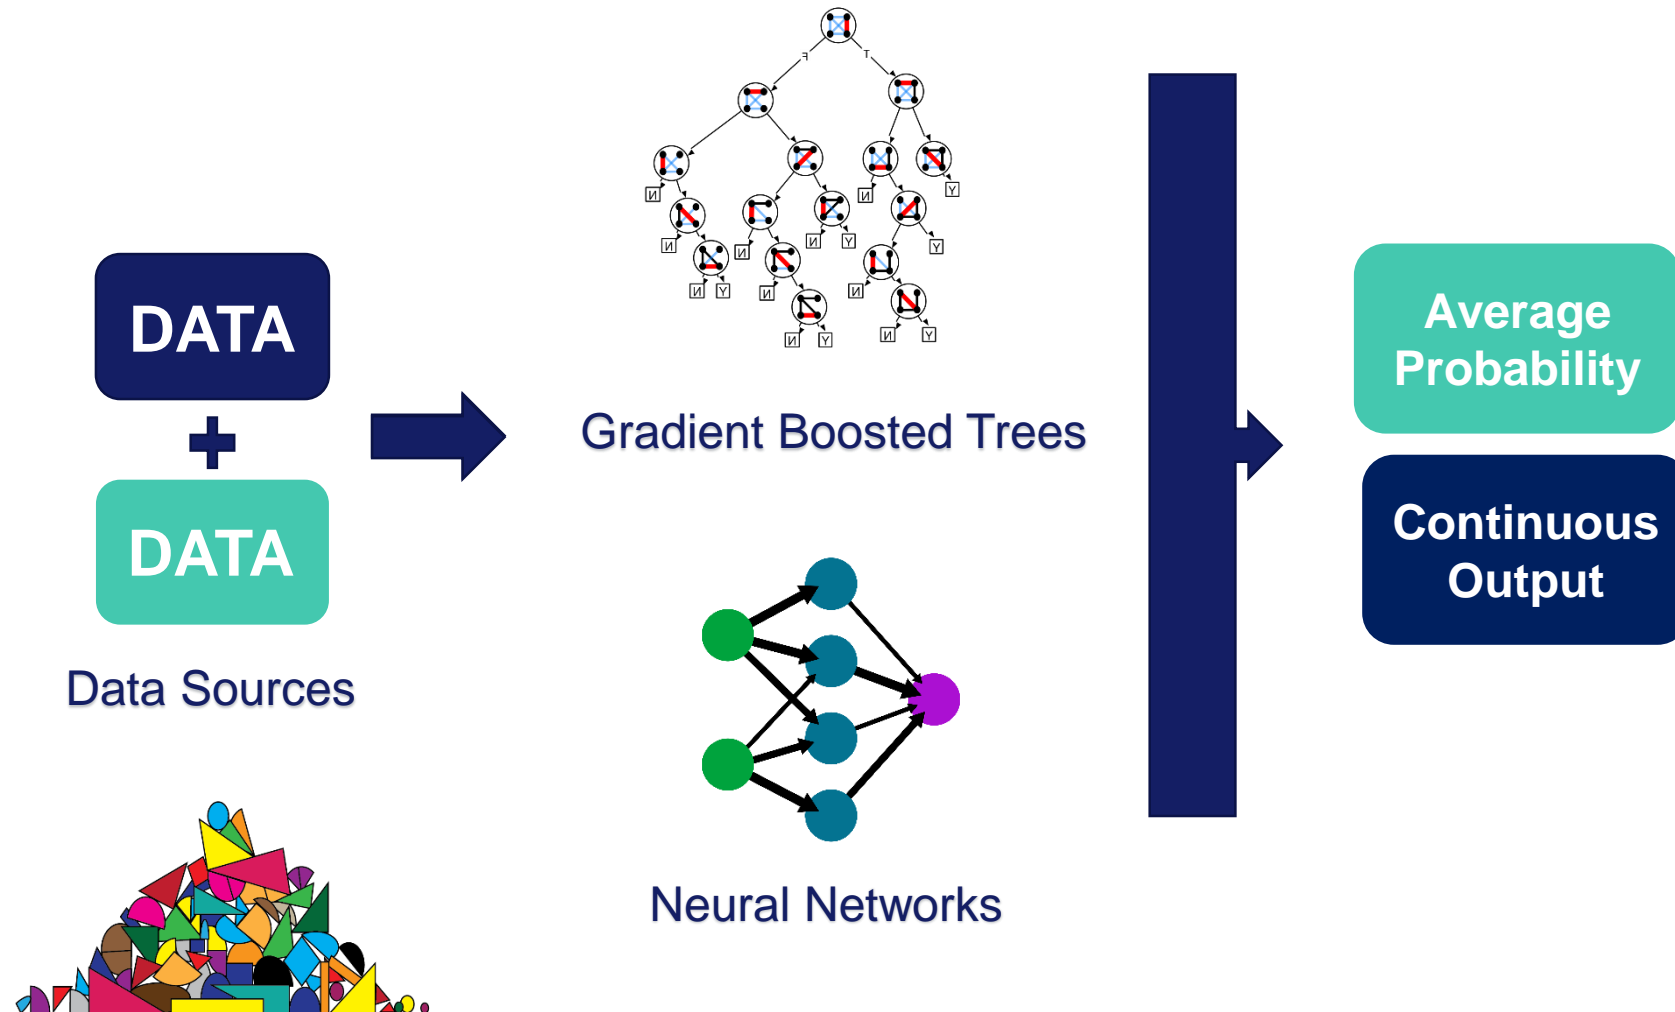 DATA
DATA
Data Sources
F
T
N
N
N
Y
N
N
Y
N
N
Y
N
Y
N
Y
N
N
Y
Y
Gradient Boosted Trees
Neural Networks
Average
Probability
Continuous
Output